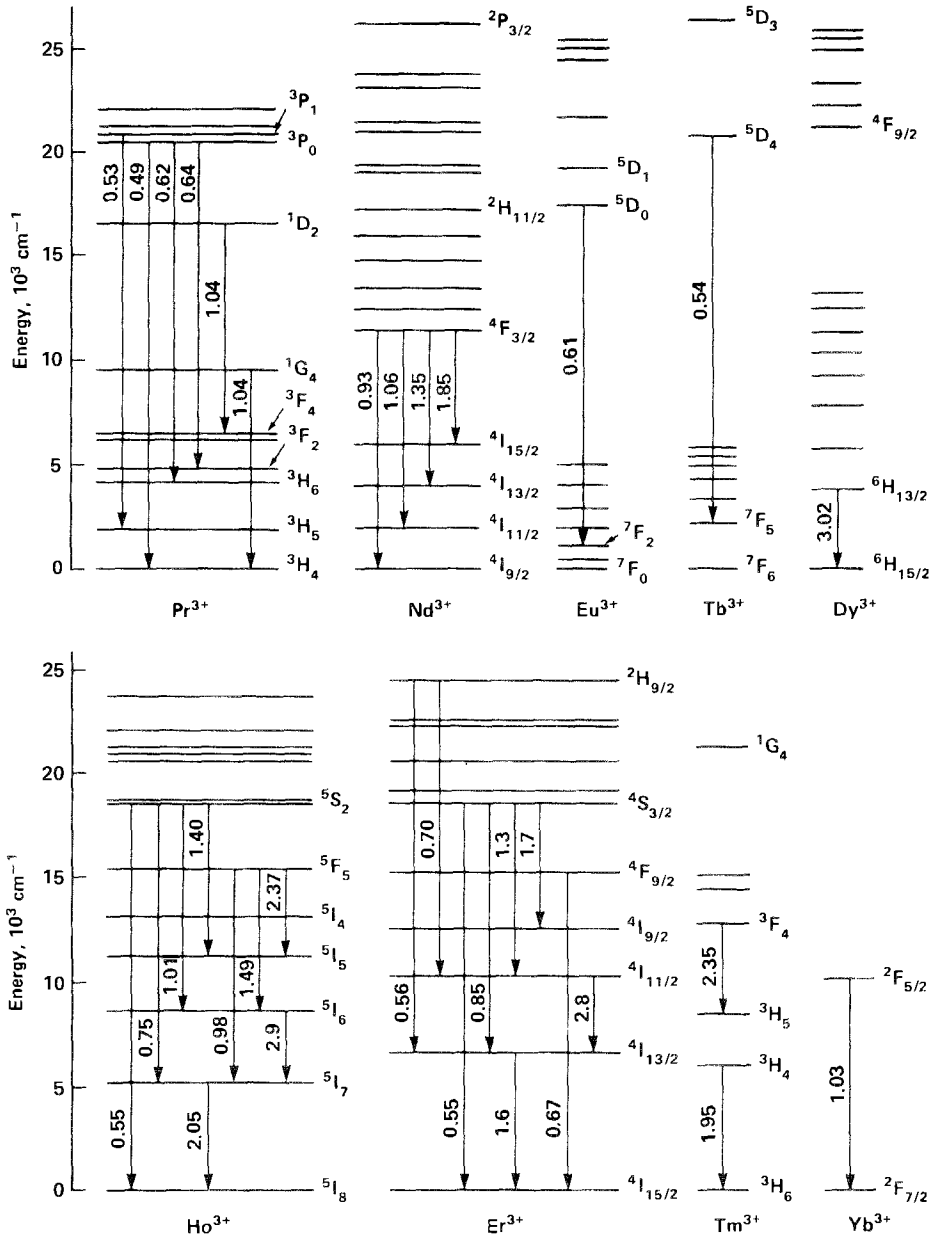 25
20
15
10
5
0
Energy, 10³ cm⁻¹
³P₁
³P₀
¹D₂
¹G₄
³F₄
³F₂
³H₆
³H₅
³H₄
0.53
0.49
0.62
0.64
1.04
1.04
Pr³⁺
²P₃/₂
²H₁₁/₂
⁴F₃/₂
⁴I₁₅/₂
⁴I₁₃/₂
⁴I₁₁/₂
⁴I₉/₂
0.93
1.06
1.35
1.85
Nd³⁺
⁵D₁
⁵D₀
⁷F₂
⁷F₀
0.61
Eu³⁺
⁵D₃
⁵D₄
⁷F₅
⁷F₆
0.54
Tb³⁺
⁴F₉/₂
⁶H₁₃/₂
⁶H₁₅/₂
3.02
Dy³⁺
25
20
15
10
5
0
Energy, 10³ cm⁻¹
⁵S₂
⁵F₅
⁵I₄
⁵I₅
⁵I₆
⁵I₇
⁵I₈
1.40
2.37
1.01
1.49
0.75
0.98
2.9
0.55
2.05
Ho³⁺
²H₉/₂
⁴S₃/₂
⁴F₉/₂
⁴I₉/₂
⁴I₁₁/₂
⁴I₁₃/₂
⁴I₁₅/₂
0.70
1.3
1.7
0.56
0.85
2.8
0.55
1.6
0.67
Er³⁺
¹G₄
³F₄
³H₅
³H₄
³H₆
2.35
1.95
Tm³⁺
²F₅/₂
²F₇/₂
1.03
Yb³⁺